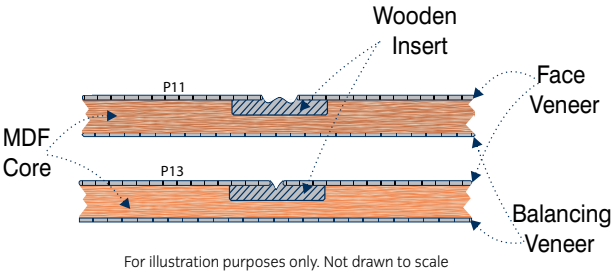 Wooden
Insert
P11
Face
Veneer
MDF
Core
P13
Balancing
Veneer
For illustration purposes only. Not drawn to scale